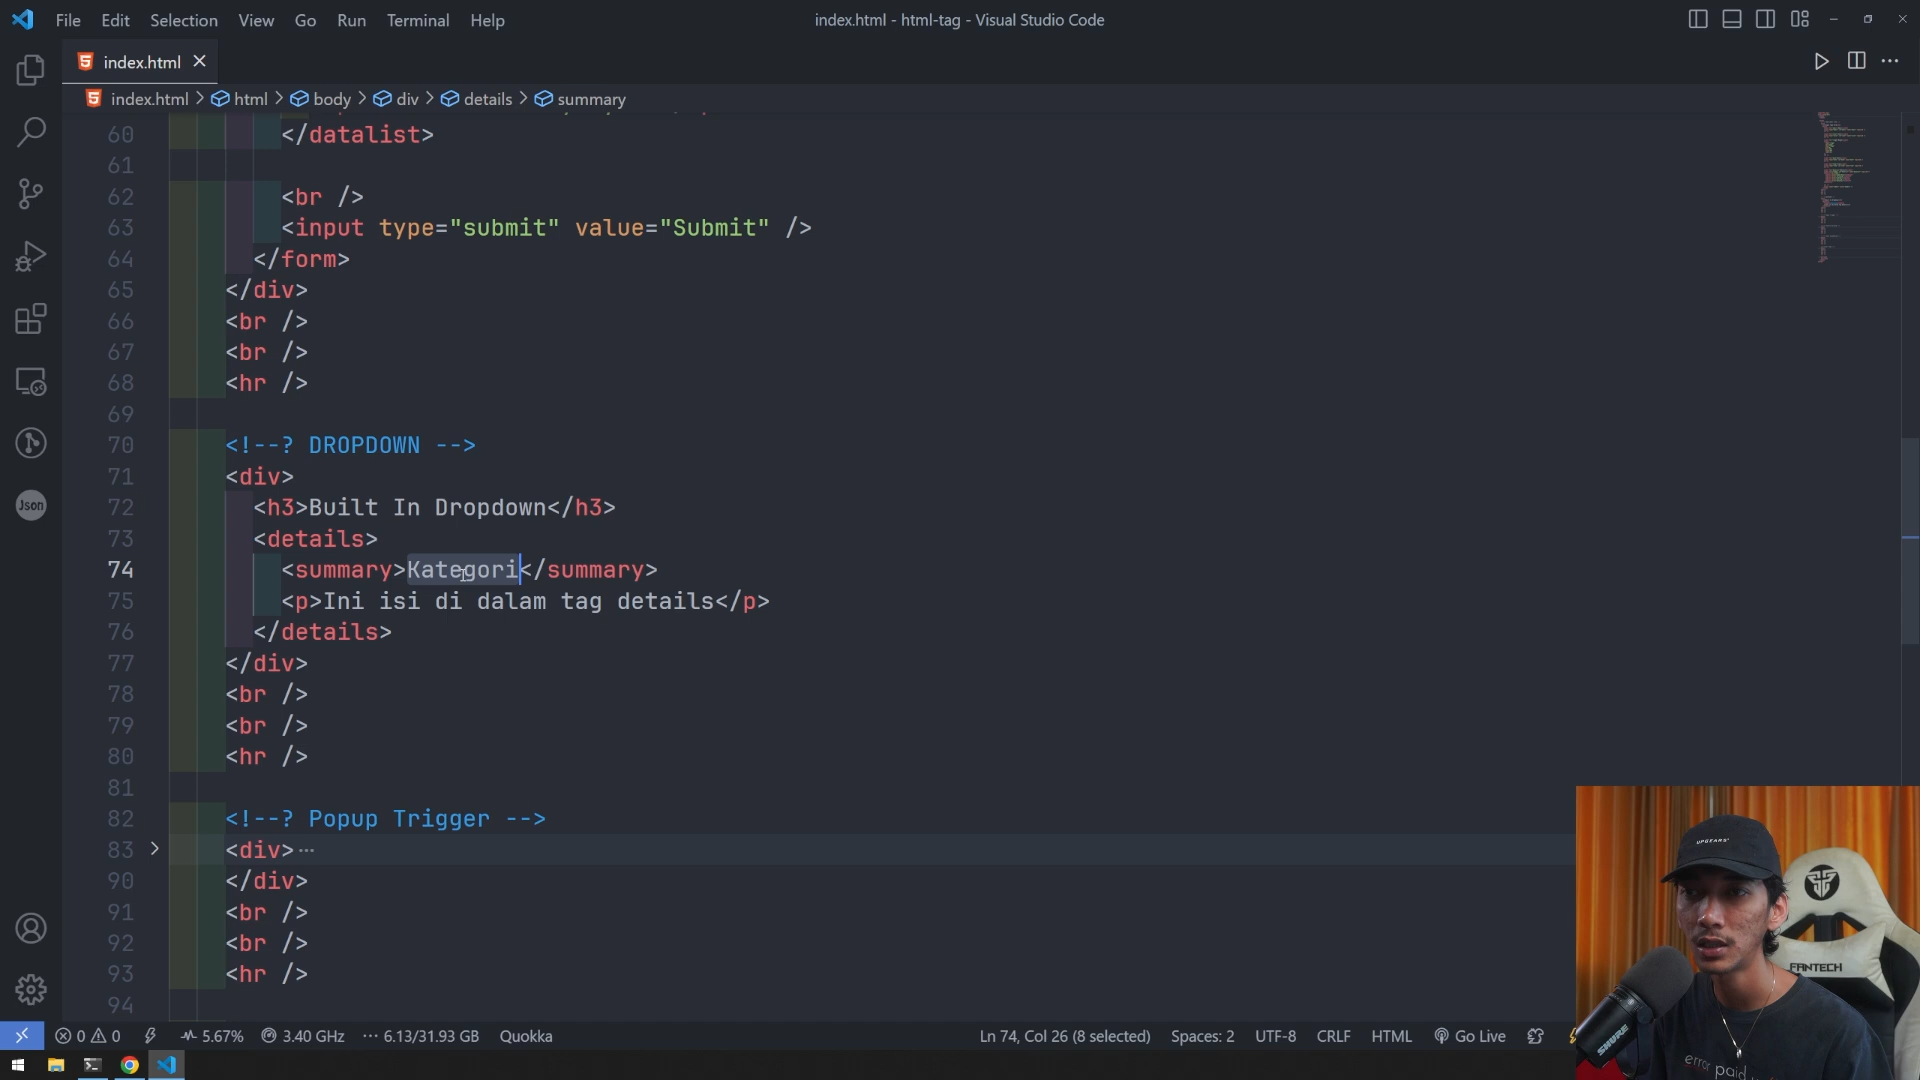 File Edit Selection View Go Run Terminal Help
index.html - html-tag - Visual Studio Code
index.html
index.html > html > body > div > details > summary
60 </datalist>
61
62 <br />
63 <input type="submit" value="Submit" />
64 </form>
65 </div>
66 <br />
67 <br />
68 <hr />
69
70 <!--? DROPDOWN -->
71 <div>
72 <h3>Built In Dropdown</h3>
73 <details>
74 <summary>Kategori</summary>
75 <p>Ini isi di dalam tag details</p>
76 </details>
77 </div>
78 <br />
79 <br />
80 <hr />
81
82 <!--? Popup Trigger -->
83 <div>···
90 </div>
91 <br />
92 <br />
93 <hr />
94
Json
UPGEARS
FANTECH
SHURE
error paid
0 0 5.67% 3.40 GHz ··· 6.13/31.93 GB Quokka Ln 74, Col 26 (8 selected) Spaces: 2 UTF-8 CRLF HTML Go Live